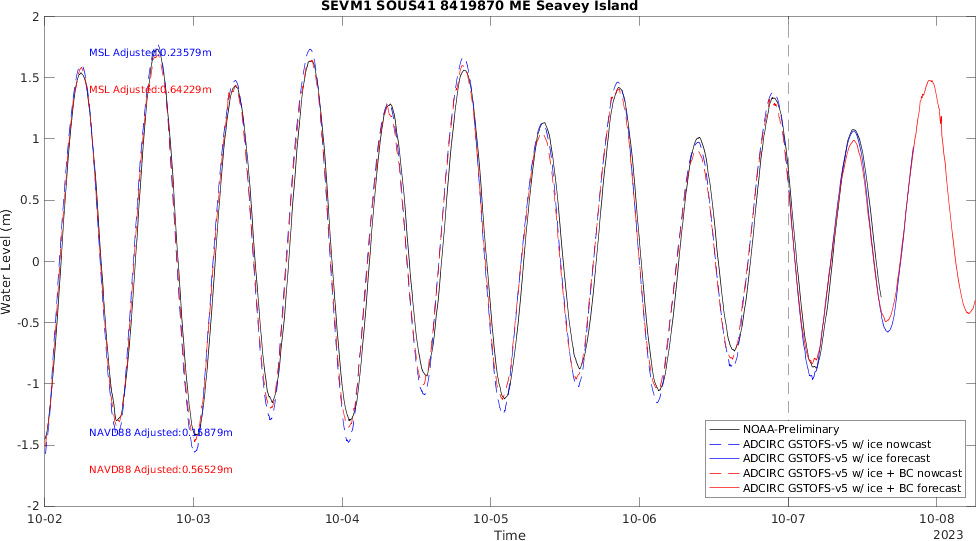 SEVM1 SOUS41 8419870 ME Seavey Island
2
1.5
1
0.5
0
-0.5
-1
-1.5
-2
Water Level (m)
MSL Adjusted:0.23579m
MSL Adjusted:0.64229m
NAVD88 Adjusted:0.15879m
NAVD88 Adjusted:0.56529m
NOAA-Preliminary
ADCIRC GSTOFS-v5 w/ ice nowcast
ADCIRC GSTOFS-v5 w/ ice forecast
ADCIRC GSTOFS-v5 w/ ice + BC nowcast
ADCIRC GSTOFS-v5 w/ ice + BC forecast
10-02 10-03 10-04 10-05 10-06 10-07 10-08
Time
2023